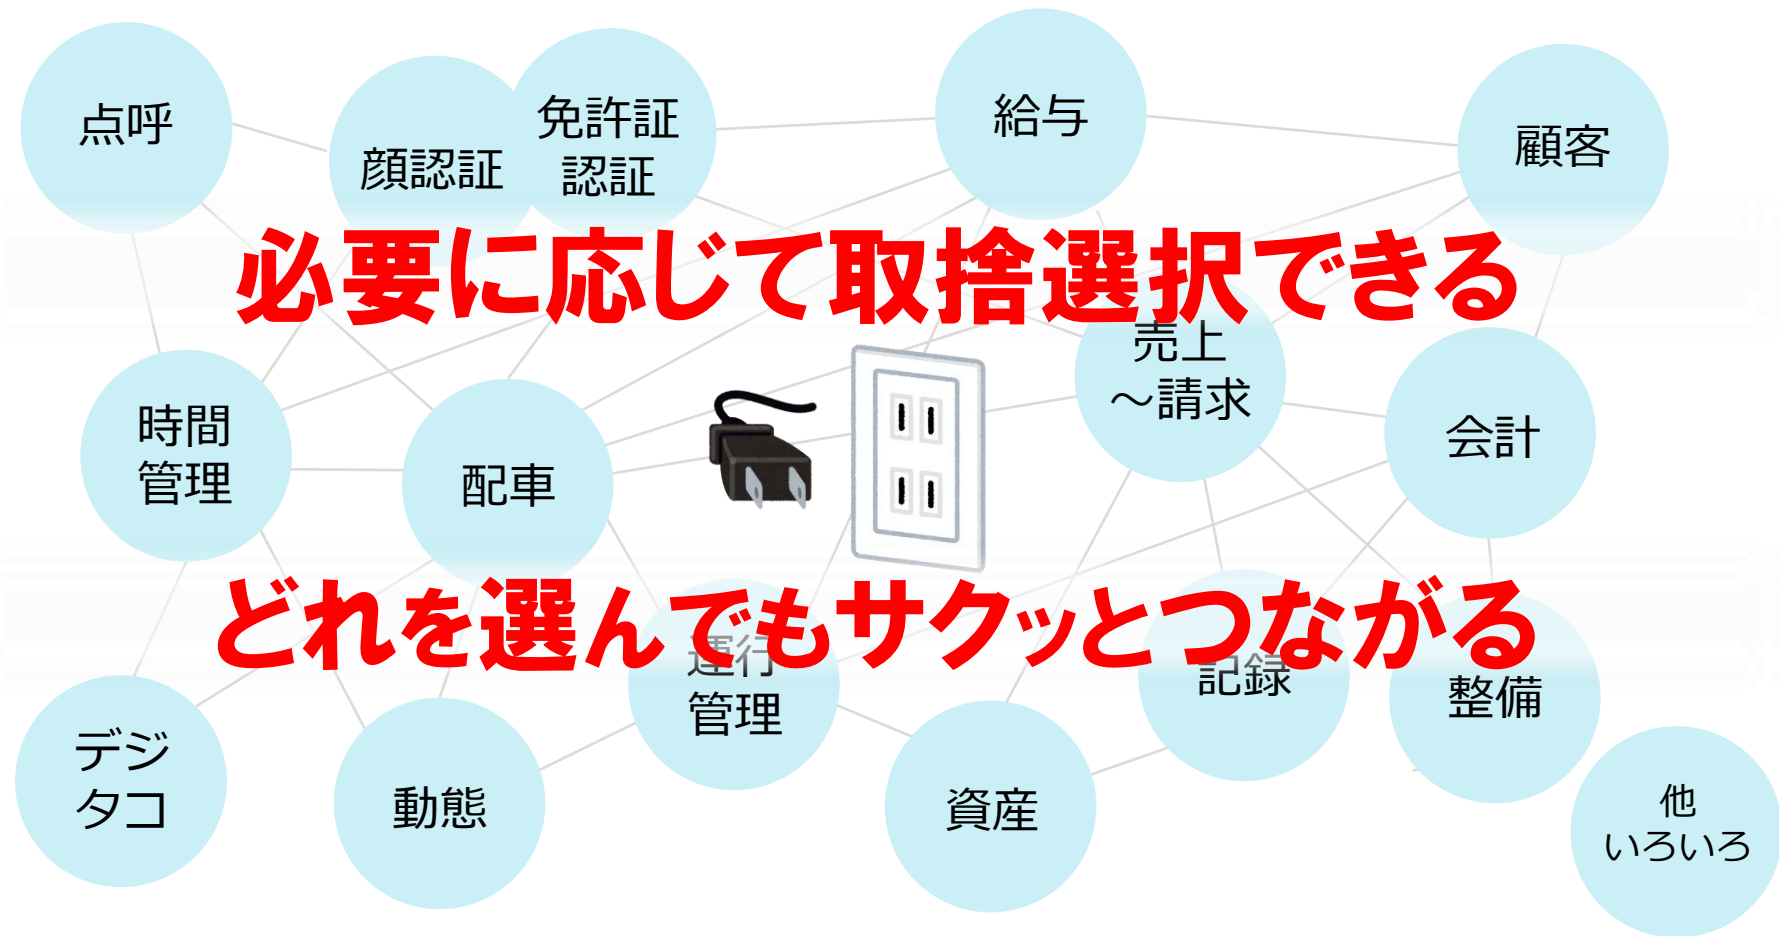 点呼
顔認証
免許証
認証
給与
顧客
必要に応じて取捨選択できる
売上
～請求
時間
管理
配車
会計
どれを選んでもサクッとつながる
運行
管理
記録
整備
デジ
タコ
動態
資産
他
いろいろ